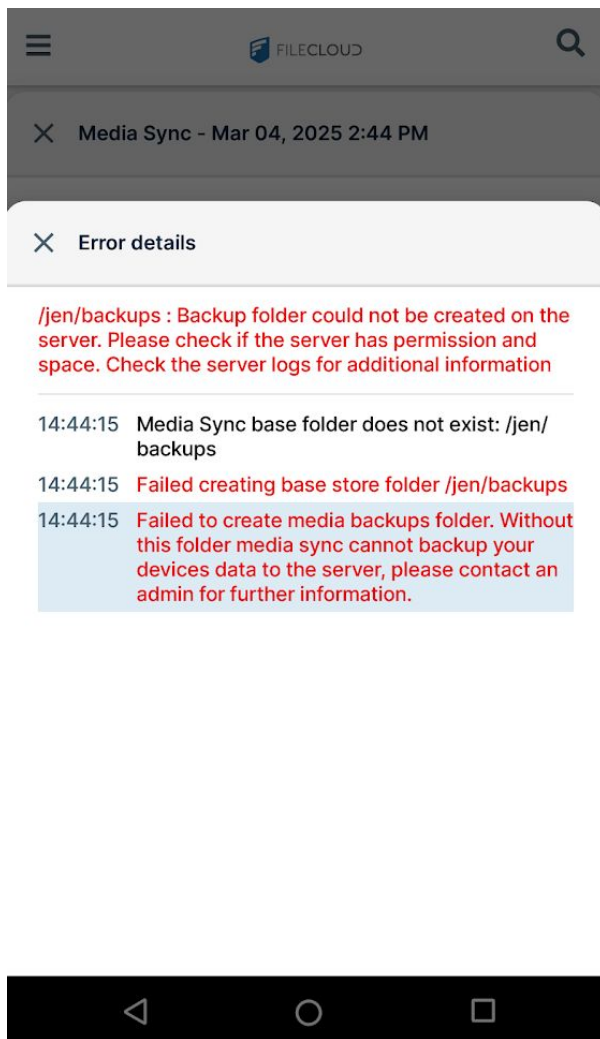 FILECLOUD
Media Sync - Mar 04, 2025 2:44 PM
Error details
/jen/backups : Backup folder could not be created on the
server. Please check if the server has permission and
space. Check the server logs for additional information
14:44:15 Media Sync base folder does not exist: /jen/
backups
14:44:15 Failed creating base store folder /jen/backups
14:44:15 Failed to create media backups folder. Without
this folder media sync cannot backup your
devices data to the server, please contact an
admin for further information.